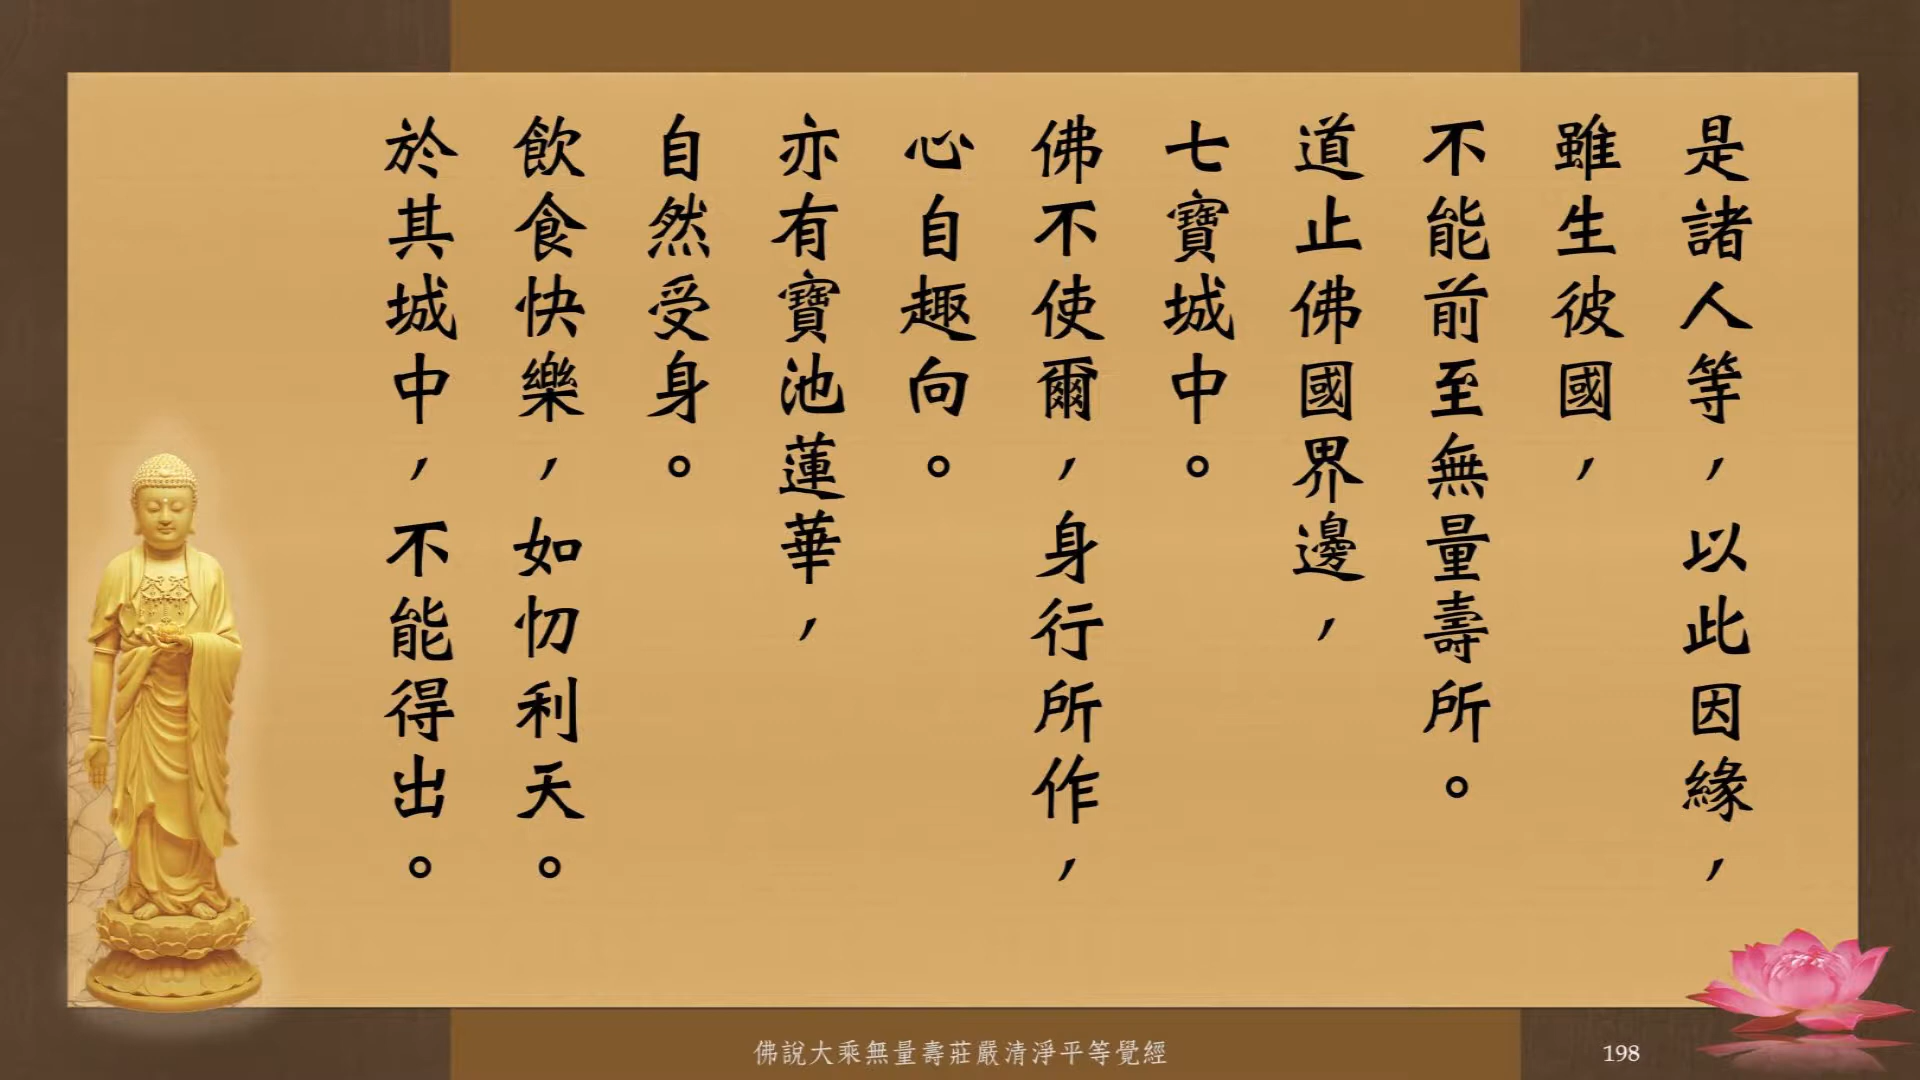 是諸人等，以此因緣，
雖生彼國，
不能前至無量壽所。
道止佛國界邊，
七寶城中。
佛不使爾，身行所作，
心自趣向。
亦有寶池蓮華，
自然受身。
飲食快樂，如忉利天。
於其城中，不能得出。
佛說大乘無量壽莊嚴清淨平等覺經
198